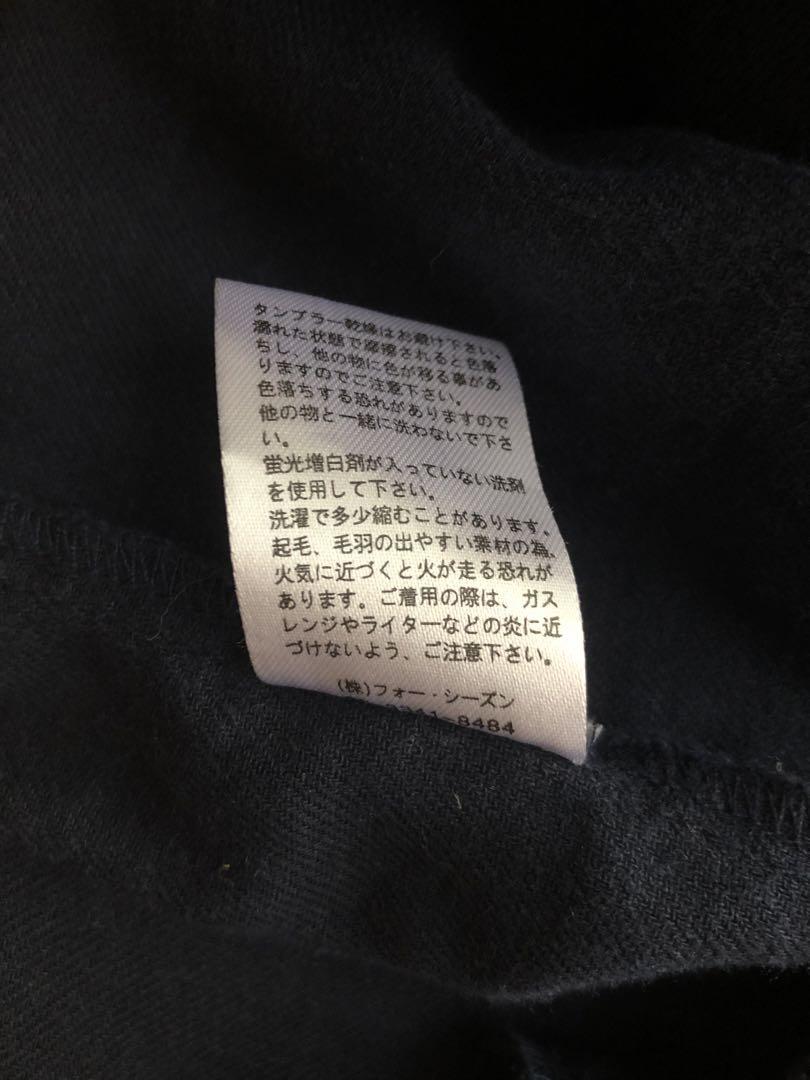 タンブラー乾燥はお避け下さい。
濡れた状態で摩擦されると色落
ちし、他の物に色が移る事があ
りますのでご注意下さい。
色落ちする恐れがありますので
他の物と一緒に洗わないで下さ
い。
蛍光増白剤が入っていない洗剤
を使用して下さい。
洗濯で多少縮むことがあります。
起毛、毛羽の出やすい素材の為、
火気に近づくと火が走る恐れが
あります。ご着用の際は、ガス
レンジやライターなどの炎に近
づけないよう、ご注意下さい。
(株)フォー・シーズン
3341-8484